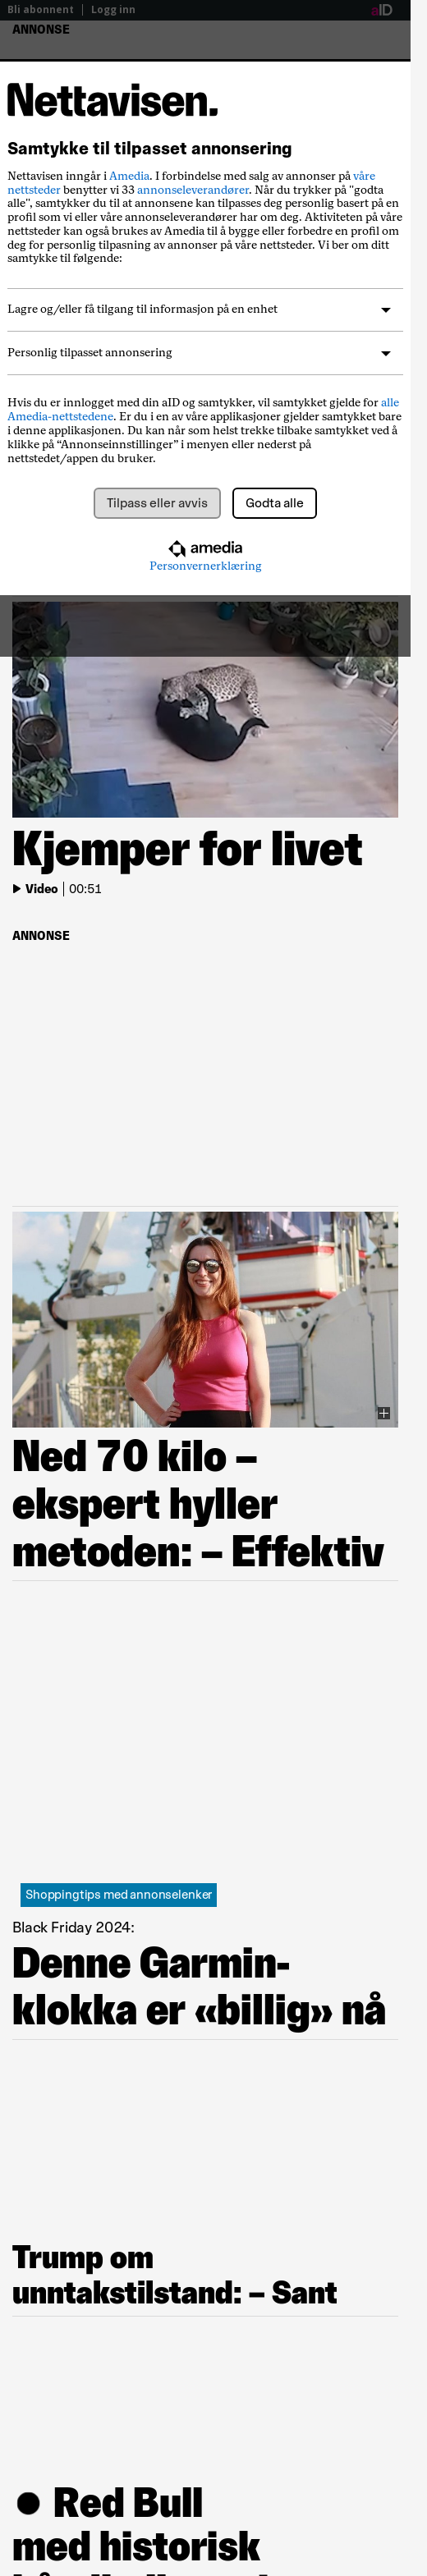 Bli abonnent | Logg inn
aID
ANNONSE
Nettavisen.
Samtykke til tilpasset annonsering
Nettavisen inngår i Amedia. I forbindelse med salg av annonser på våre
nettsteder benytter vi 33 annonseleverandører. Når du trykker på "godta
alle", samtykker du til at annonsene kan tilpasses deg personlig basert på en
profil som vi eller våre annonseleverandører har om deg. Aktiviteten på våre
nettsteder kan også brukes av Amedia til å bygge eller forbedre en profil om
deg for personlig tilpasning av annonser på våre nettsteder. Vi ber om ditt
samtykke til følgende:
Lagre og/eller få tilgang til informasjon på en enhet
Personlig tilpasset annonsering
Hvis du er innlogget med din aID og samtykker, vil samtykket gjelde for alle
Amedia-nettstedene. Er du i en av våre applikasjoner gjelder samtykket bare
i denne applikasjonen. Du kan når som helst trekke tilbake samtykket ved å
klikke på “Annonseinnstillinger” i menyen eller nederst på
nettstedet/appen du bruker.
Tilpass eller avvis
Godta alle
amedia
Personvernerklæring
Kjemper for livet
Video | 00:51
ANNONSE
Ned 70 kilo –
ekspert hyller
metoden: – Effektiv
Shoppingtips med annonselenker
Black Friday 2024:
Denne Garmin-
klokka er «billig» nå
Trump om
unntakstilstand: – Sant
● Red Bull
med historisk